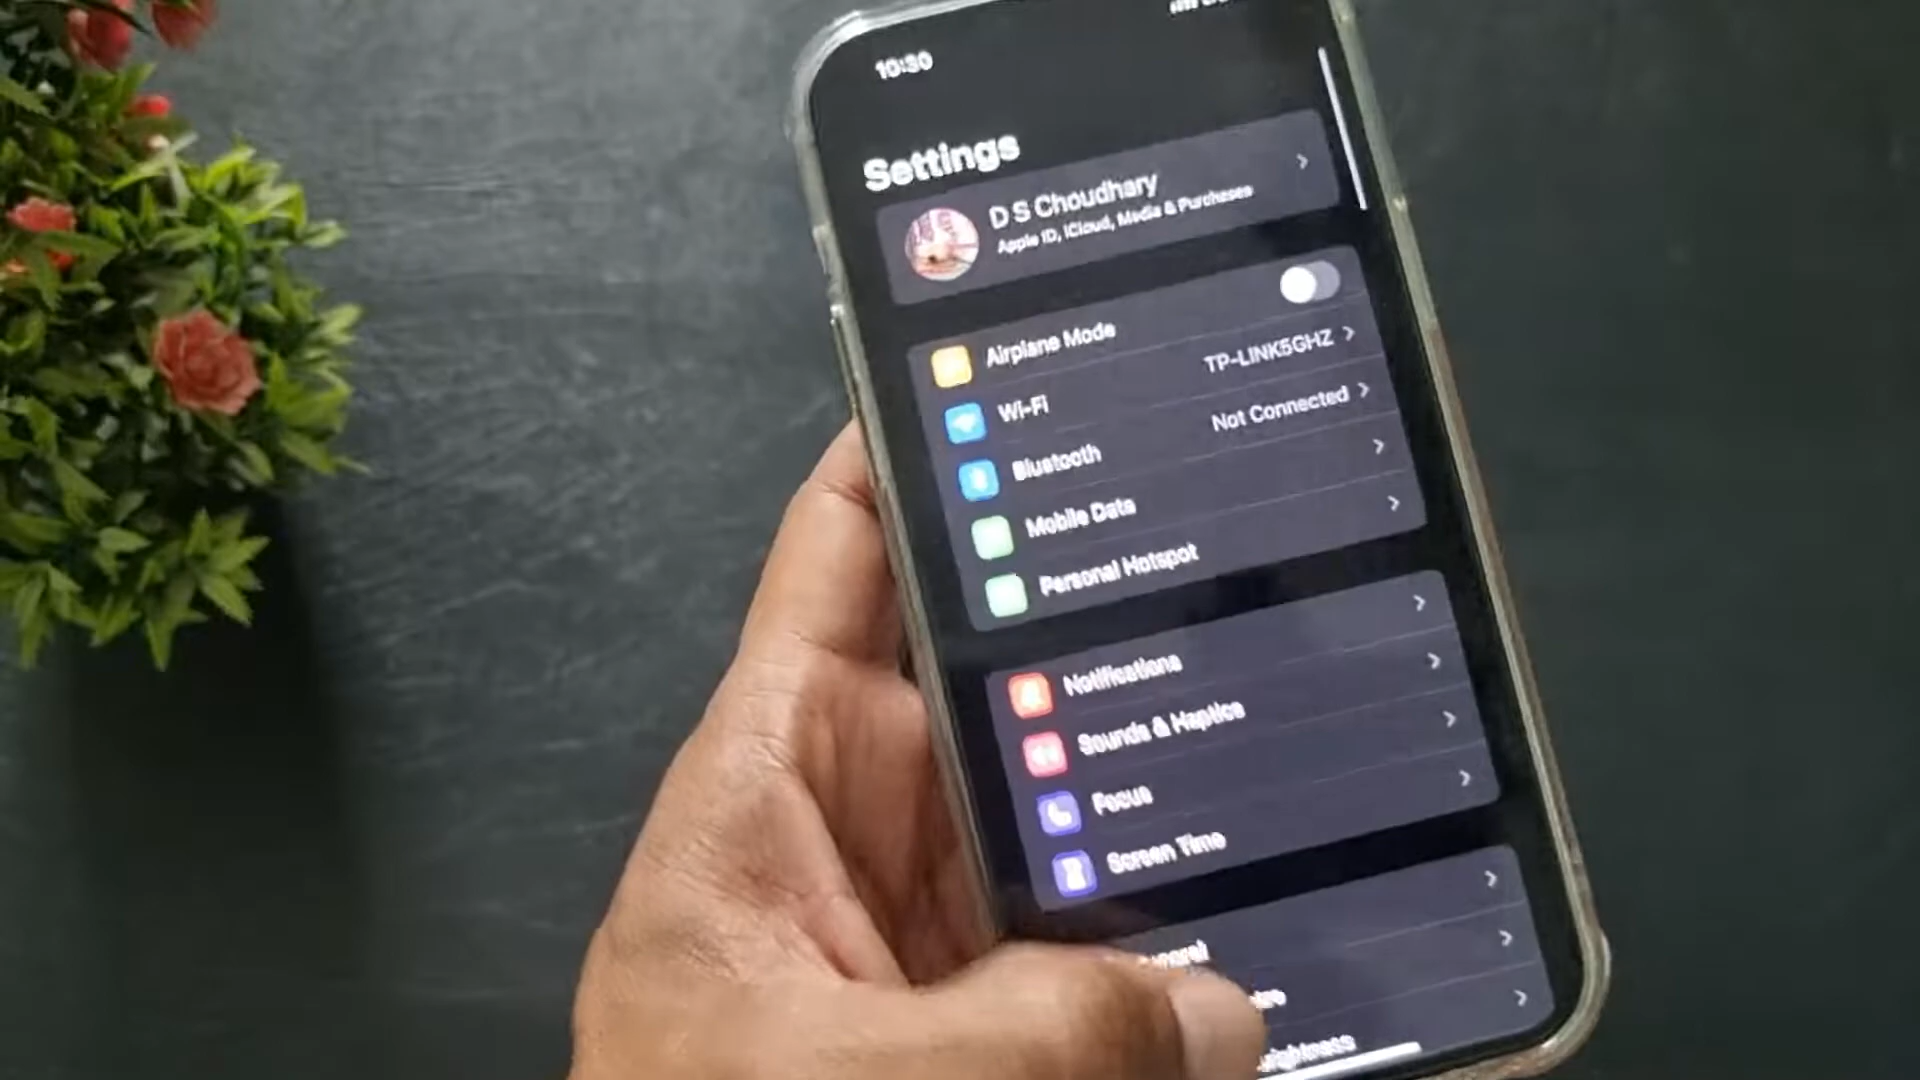 10:30
Settings
D S Choudhary
Apple ID, iCloud, Media & Purchases
Airplane Mode
Wi-Fi TP-LINK5GHZ
Bluetooth Not Connected
Mobile Data
Personal Hotspot
Notifications
Sounds & Haptics
Focus
Screen Time